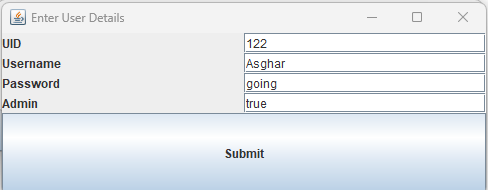 Enter User Details
UID 122
Username Asghar
Password going
Admin true
Submit